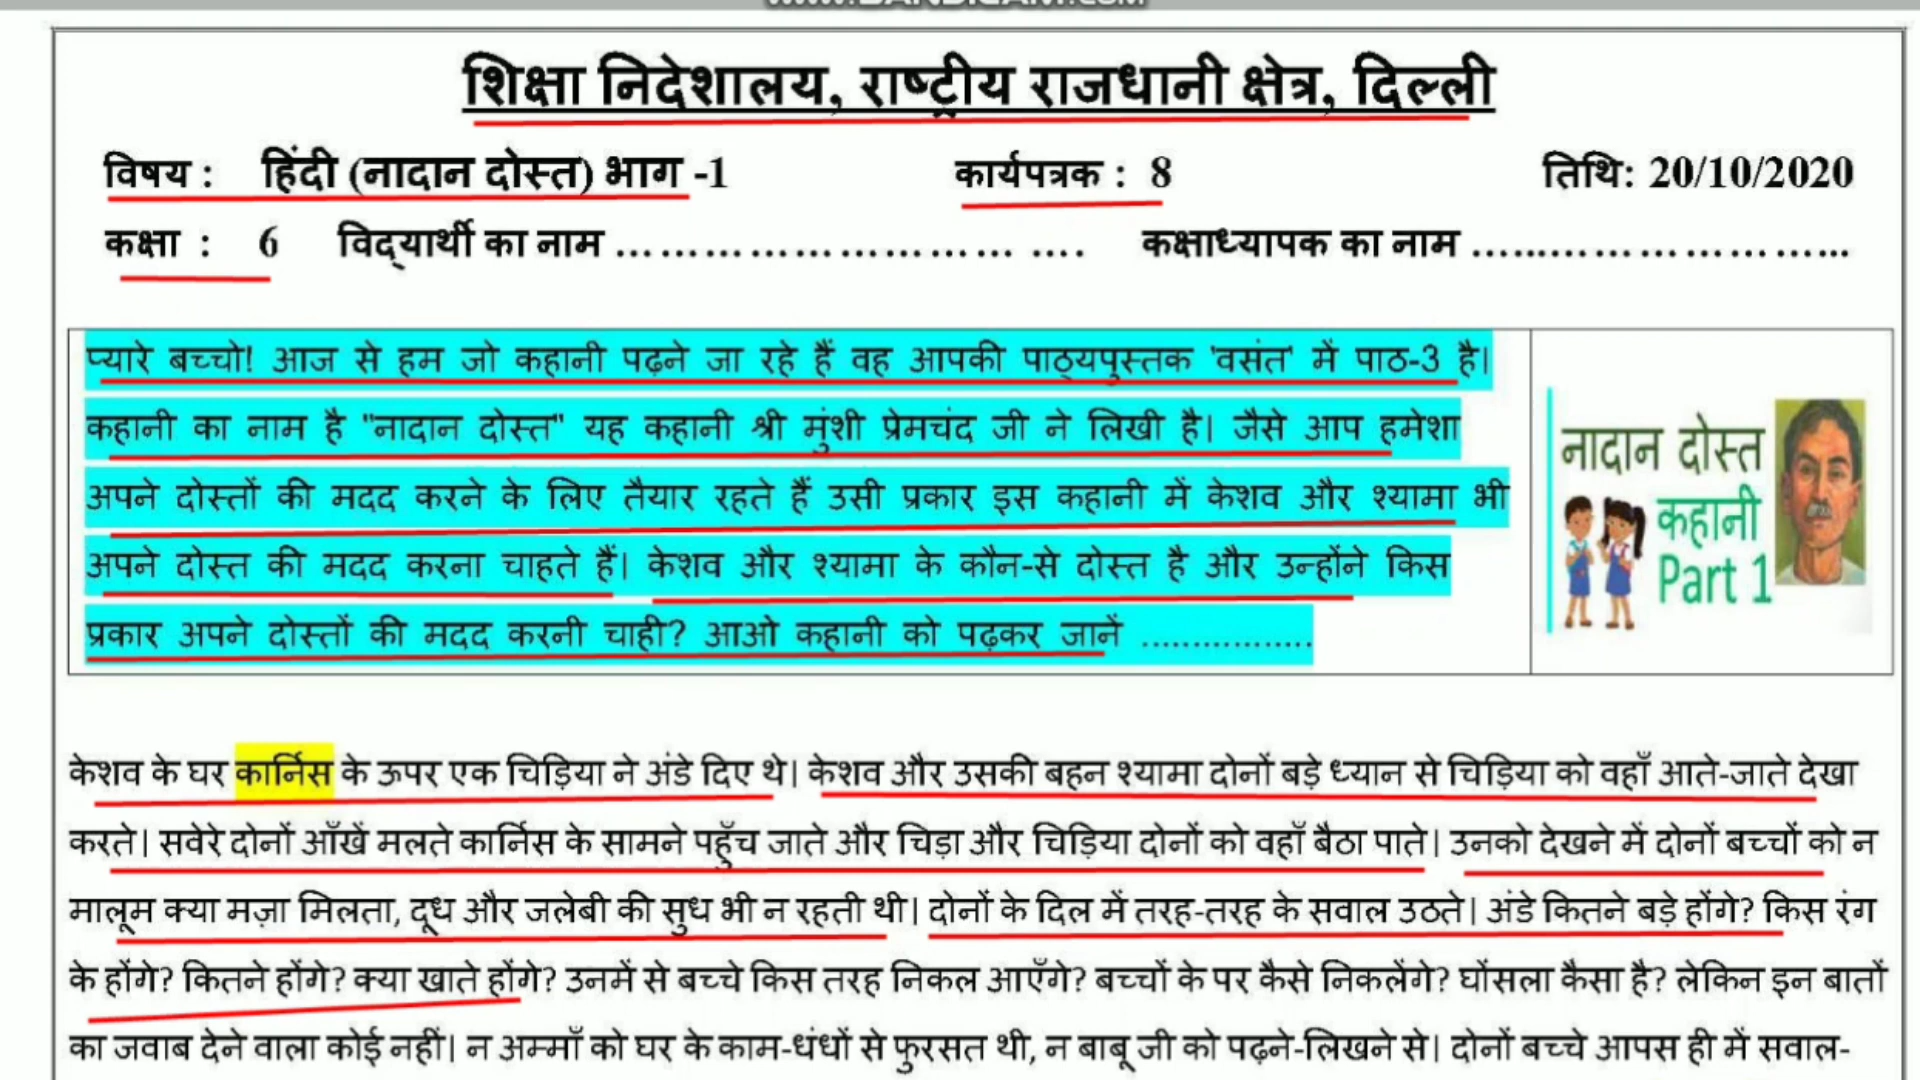 शिक्षा निदेशालय, राष्ट्रीय राजधानी क्षेत्र, दिल्ली
विषय : हिंदी (नादान दोस्त) भाग -1 कार्यपत्रक : 8 तिथि: 20/10/2020
कक्षा : 6 विद्यार्थी का नाम ........................... .... कक्षाध्यापक का नाम ...........................
प्यारे बच्चो! आज से हम जो कहानी पढ़ने जा रहे हैं वह आपकी पाठ्यपुस्तक 'वसंत' में पाठ-3 है।
कहानी का नाम है "नादान दोस्त" यह कहानी श्री मुंशी प्रेमचंद जी ने लिखी है। जैसे आप हमेशा
अपने दोस्तों की मदद करने के लिए तैयार रहते हैं उसी प्रकार इस कहानी में केशव और श्यामा भी
अपने दोस्त की मदद करना चाहते हैं। केशव और श्यामा के कौन-से दोस्त है और उन्होंने किस
प्रकार अपने दोस्तों की मदद करनी चाही? आओ कहानी को पढ़कर जानें .................
नादान दोस्त
कहानी
Part 1
केशव के घर कार्निस के ऊपर एक चिड़िया ने अंडे दिए थे। केशव और उसकी बहन श्यामा दोनों बड़े ध्यान से चिड़िया को वहाँ आते-जाते देखा
करते। सवेरे दोनों आँखें मलते कार्निस के सामने पहुँच जाते और चिड़ा और चिड़िया दोनों को वहाँ बैठा पाते। उनको देखने में दोनों बच्चों को न
मालूम क्या मज़ा मिलता, दूध और जलेबी की सुध भी न रहती थी। दोनों के दिल में तरह-तरह के सवाल उठते। अंडे कितने बड़े होंगे? किस रंग
के होंगे? कितने होंगे? क्या खाते होंगे? उनमें से बच्चे किस तरह निकल आएँगे? बच्चों के पर कैसे निकलेंगे? घोंसला कैसा है? लेकिन इन बातों
का जवाब देने वाला कोई नहीं। न अम्माँ को घर के काम-धंधों से फुरसत थी, न बाबू जी को पढ़ने-लिखने से। दोनों बच्चे आपस ही में सवाल-